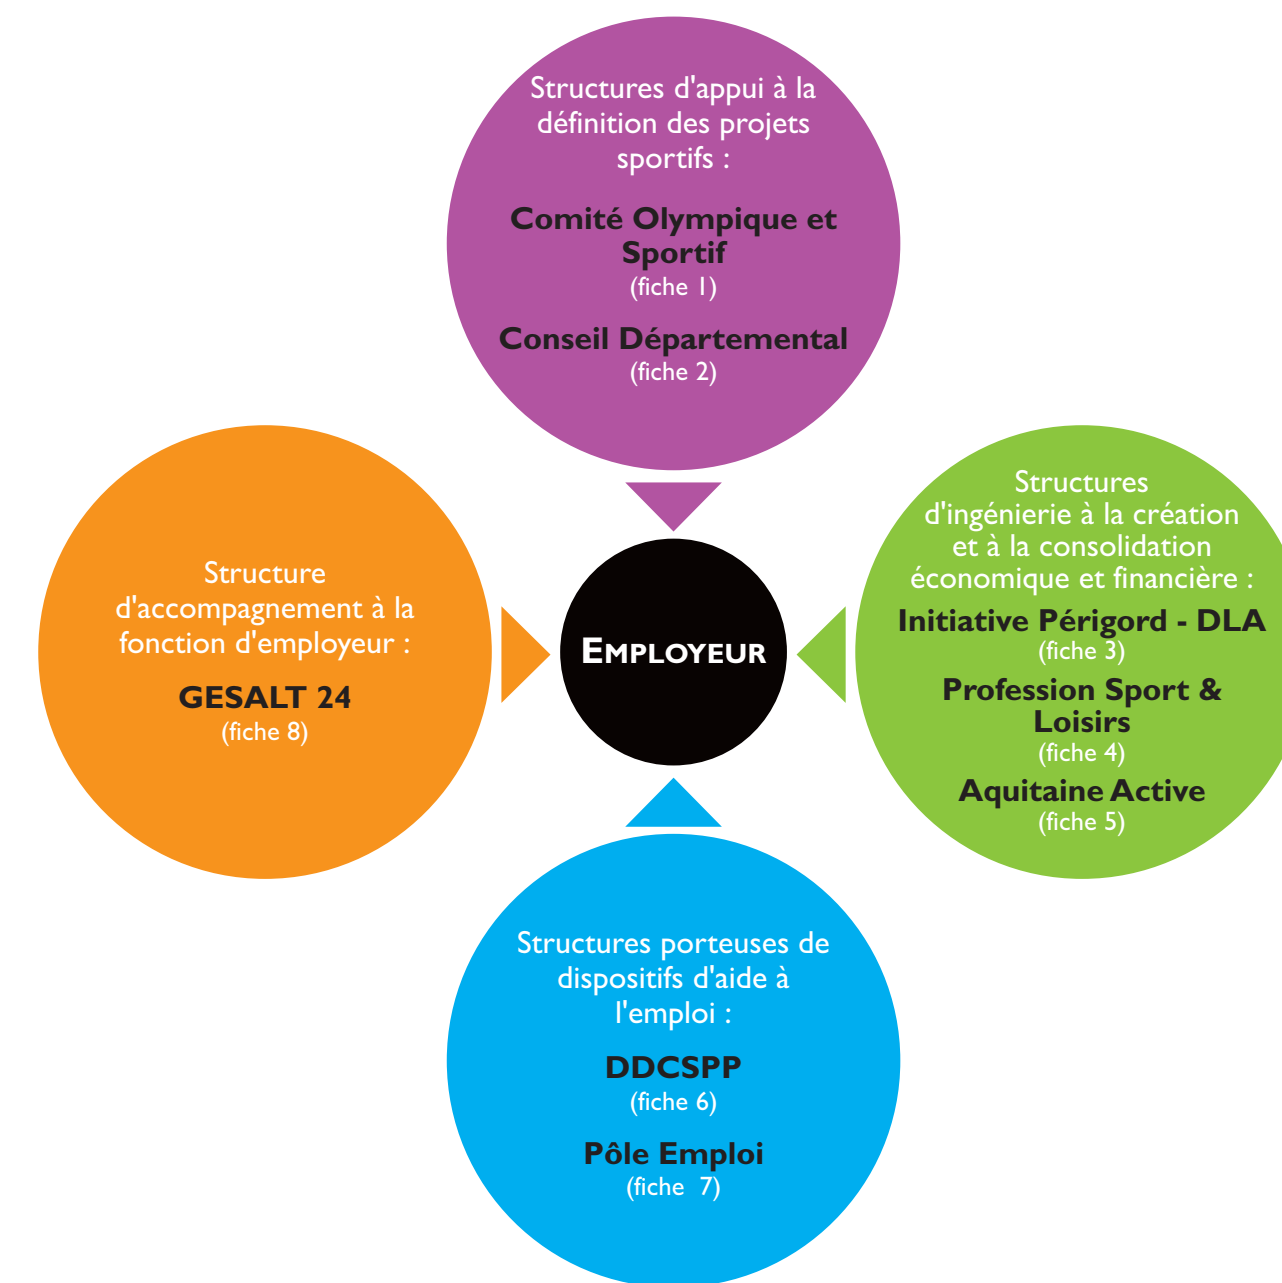 Structures d'appui à la
définition des projets
sportifs :
Comité Olympique et
Sportif
(fiche 1)
Conseil Départemental
(fiche 2)
Structure
d'accompagnement à la
fonction d'employeur :
GESALT 24
(fiche 8)
EMPLOYEUR
Structures
d'ingénierie à la création
et à la consolidation
économique et financière :
Initiative Périgord - DLA
(fiche 3)
Profession Sport &
Loisirs
(fiche 4)
Aquitaine Active
(fiche 5)
Structures porteuses de
dispositifs d'aide à
l'emploi :
DDCSPP
(fiche 6)
Pôle Emploi
(fiche 7)